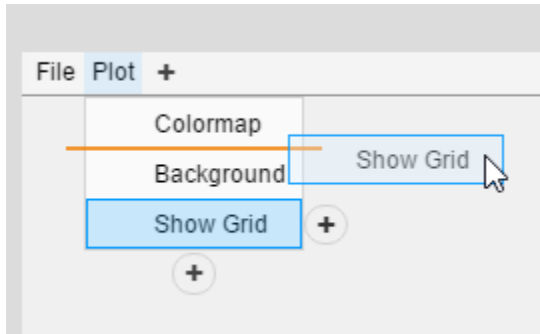 File Plot +
Colormap
Background
Show Grid
Show Grid +
+